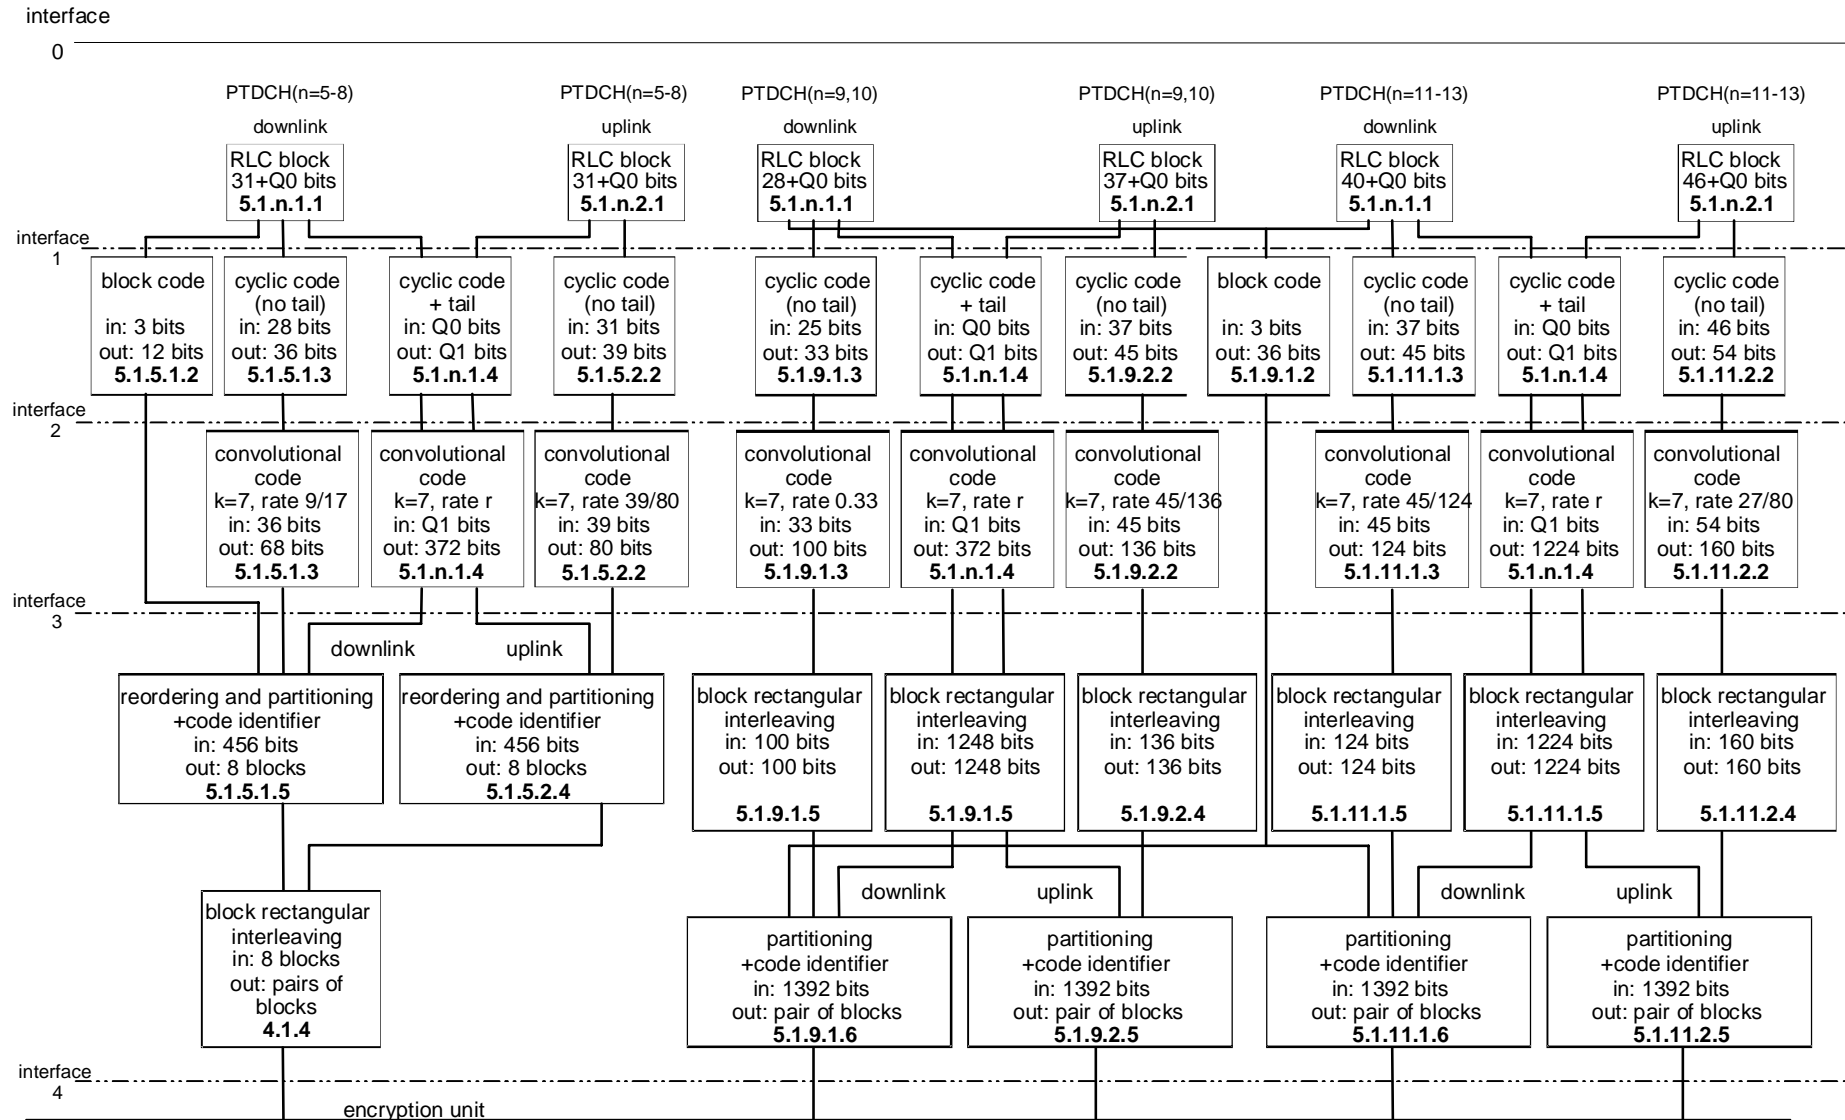 interface
0
PTDCH(n=5-8)
downlink
RLC block
31+Q0 bits
5.1.n.1.1
PTDCH(n=5-8)
uplink
RLC block
31+Q0 bits
5.1.n.2.1
PTDCH(n=9,10)
downlink
RLC block
28+Q0 bits
5.1.n.1.1
PTDCH(n=9,10)
uplink
RLC block
37+Q0 bits
5.1.n.2.1
PTDCH(n=11-13)
downlink
RLC block
40+Q0 bits
5.1.n.1.1
PTDCH(n=11-13)
uplink
RLC block
46+Q0 bits
5.1.n.2.1
interface
1
block code
in: 3 bits
out: 12 bits
5.1.5.1.2
cyclic code
(no tail)
in: 28 bits
out: 36 bits
5.1.5.1.3
cyclic code
+ tail
in: Q0 bits
out: Q1 bits
5.1.n.1.4
cyclic code
(no tail)
in: 31 bits
out: 39 bits
5.1.5.2.2
cyclic code
(no tail)
in: 25 bits
out: 33 bits
5.1.9.1.3
cyclic code
+ tail
in: Q0 bits
out: Q1 bits
5.1.n.1.4
cyclic code
(no tail)
in: 37 bits
out: 45 bits
5.1.9.2.2
block code
in: 3 bits
out: 36 bits
5.1.9.1.2
cyclic code
(no tail)
in: 37 bits
out: 45 bits
5.1.11.1.3
cyclic code
+ tail
in: Q0 bits
out: Q1 bits
5.1.n.1.4
cyclic code
(no tail)
in: 46 bits
out: 54 bits
5.1.11.2.2
interface
2
convolutional
code
k=7, rate 9/17
in: 36 bits
out: 68 bits
5.1.5.1.3
convolutional
code
k=7, rate r
in: Q1 bits
out: 372 bits
5.1.n.1.4
convolutional
code
k=7, rate 39/80
in: 39 bits
out: 80 bits
5.1.5.2.2
convolutional
code
k=7, rate 0.33
in: 33 bits
out: 100 bits
5.1.9.1.3
convolutional
code
k=7, rate r
in: Q1 bits
out: 372 bits
5.1.n.1.4
convolutional
code
k=7, rate 45/136
in: 45 bits
out: 136 bits
5.1.9.2.2
convolutional
code
k=7, rate 45/124
in: 45 bits
out: 124 bits
5.1.11.1.3
convolutional
code
k=7, rate r
in: Q1 bits
out: 1224 bits
5.1.n.1.4
convolutional
code
k=7, rate 27/80
in: 54 bits
out: 160 bits
5.1.11.2.2
interface
3
downlink
uplink
reordering and partitioning
+code identifier
in: 456 bits
out: 8 blocks
5.1.5.1.5
reordering and partitioning
+code identifier
in: 456 bits
out: 8 blocks
5.1.5.2.4
block rectangular
interleaving
in: 100 bits
out: 100 bits
5.1.9.1.5
block rectangular
interleaving
in: 1248 bits
out: 1248 bits
5.1.9.1.5
block rectangular
interleaving
in: 136 bits
out: 136 bits
5.1.9.2.4
block rectangular
interleaving
in: 124 bits
out: 124 bits
5.1.11.1.5
block rectangular
interleaving
in: 1224 bits
out: 1224 bits
5.1.11.1.5
block rectangular
interleaving
in: 160 bits
out: 160 bits
5.1.11.2.4
downlink
uplink
downlink
uplink
block rectangular
interleaving
in: 8 blocks
out: pairs of
blocks
4.1.4
partitioning
+code identifier
in: 1392 bits
out: pair of blocks
5.1.9.1.6
partitioning
+code identifier
in: 1392 bits
out: pair of blocks
5.1.9.2.5
partitioning
+code identifier
in: 1392 bits
out: pair of blocks
5.1.11.1.6
partitioning
+code identifier
in: 1392 bits
out: pair of blocks
5.1.11.2.5
interface
4
encryption unit